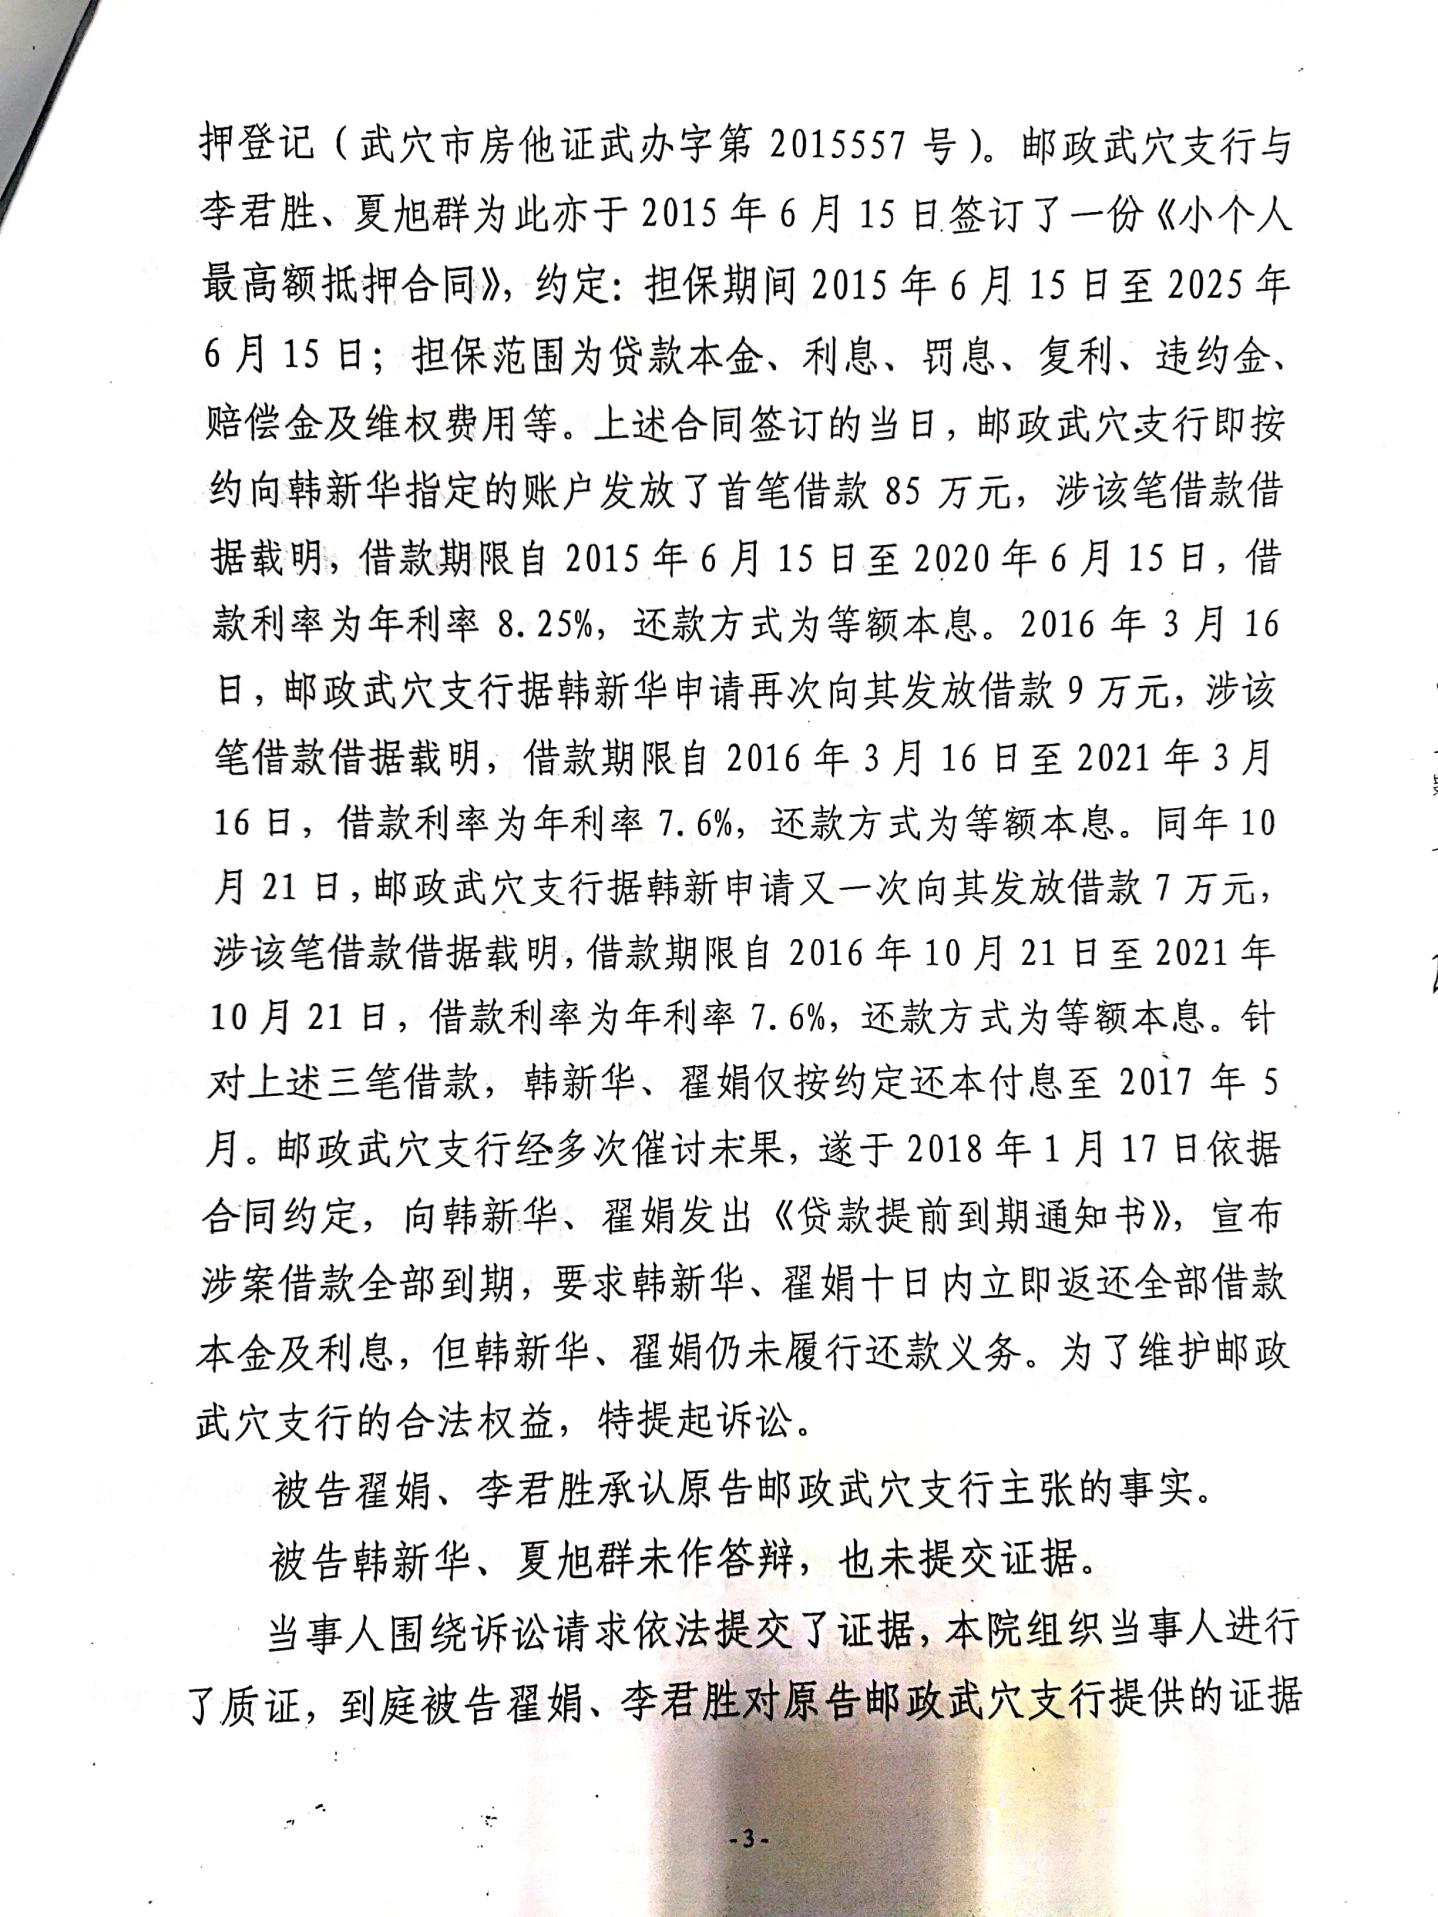 押登记（武穴市房他证武办字第 2015557 号）。邮政武穴支行与
李君胜、夏旭群为此亦于 2015 年 6 月 15 日签订了一份《小个人
最高额抵押合同》，约定：担保期间 2015 年 6 月 15 日至 2025 年
6 月 15 日；担保范围为贷款本金、利息、罚息、复利、违约金、
赔偿金及维权费用等。上述合同签订的当日，邮政武穴支行即按
约向韩新华指定的账户发放了首笔借款 85 万元，涉该笔借款借
据载明，借款期限自 2015 年 6 月 15 日至 2020 年 6 月 15 日，借
款利率为年利率 8.25%，还款方式为等额本息。2016 年 3 月 16
日，邮政武穴支行据韩新华申请再次向其发放借款 9 万元，涉该
笔借款借据载明，借款期限自 2016 年 3 月 16 日至 2021 年 3 月
16 日，借款利率为年利率 7.6%，还款方式为等额本息。同年 10
月 21 日，邮政武穴支行据韩新申请又一次向其发放借款 7 万元，
涉该笔借款借据载明，借款期限自 2016 年 10 月 21 日至 2021 年
10 月 21 日，借款利率为年利率 7.6%，还款方式为等额本息。针
对上述三笔借款，韩新华、翟娟仅按约定还本付息至 2017 年 5
月。邮政武穴支行经多次催讨未果，遂于 2018 年 1 月 17 日依据
合同约定，向韩新华、翟娟发出《贷款提前到期通知书》，宣布
涉案借款全部到期，要求韩新华、翟娟十日内立即返还全部借款
本金及利息，但韩新华、翟娟仍未履行还款义务。为了维护邮政
武穴支行的合法权益，特提起诉讼。
被告翟娟、李君胜承认原告邮政武穴支行主张的事实。
被告韩新华、夏旭群未作答辩，也未提交证据。
当事人围绕诉讼请求依法提交了证据，本院组织当事人进行
了质证，到庭被告翟娟、李君胜对原告邮政武穴支行提供的证据
-3-